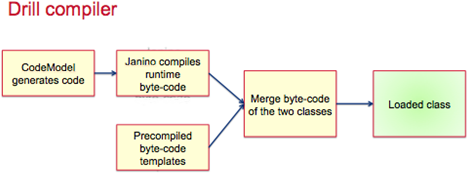 Drill compiler
CodeModel
generates code
Janino compiles
runtime
byte-code
Precompiled
byte-code
templates
Merge byte-code
of the two classes
Loaded class